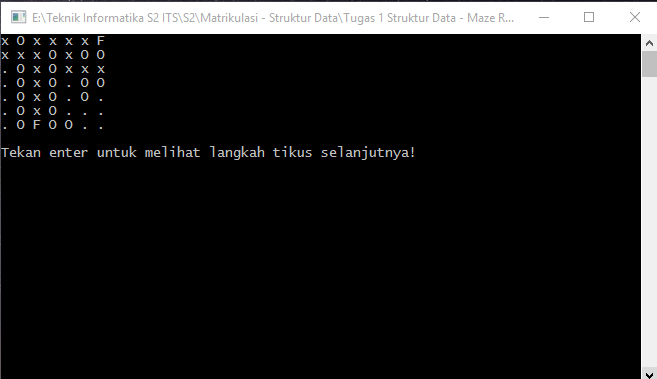 E:\Teknik Informatika S2 ITS\S2\Matrikulasi - Struktur Data\Tugas 1 Struktur Data - Maze R...
x O x x x x F
x x x O x O O
. O x O x x x
. O x O . O O
. O x O . O .
. O x O . . .
. O F O O . .
Tekan enter untuk melihat langkah tikus selanjutnya!